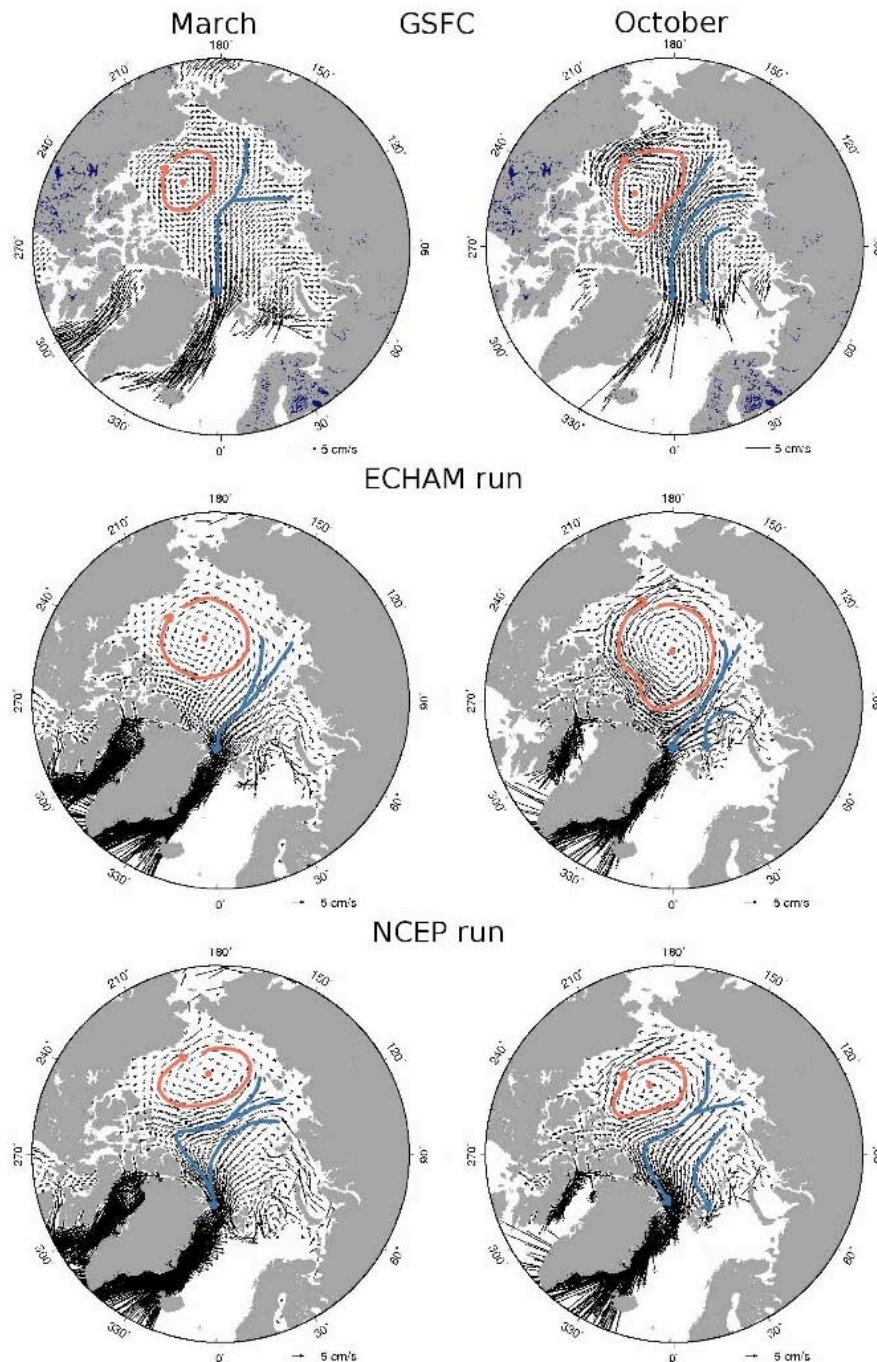 March GSFC October
180° 180°
210° 150° 210° 150°
240° 120° 240° 120°
270° 90° 270° 90°
300° 60° 300° 60°
330° 30° 330° 30°
0° 5 cm/s 0° 5 cm/s
ECHAM run
180° 180°
210° 150° 210° 150°
240° 120° 240° 120°
270° 90° 270° 90°
300° 60° 300° 60°
330° 30° 330° 30°
0° 5 cm/s 0° 5 cm/s
NCEP run
180° 180°
210° 150° 210° 150°
240° 120° 240° 120°
270° 90° 270° 90°
300° 60° 300° 60°
330° 30° 330° 30°
0° 5 cm/s 0° 5 cm/s